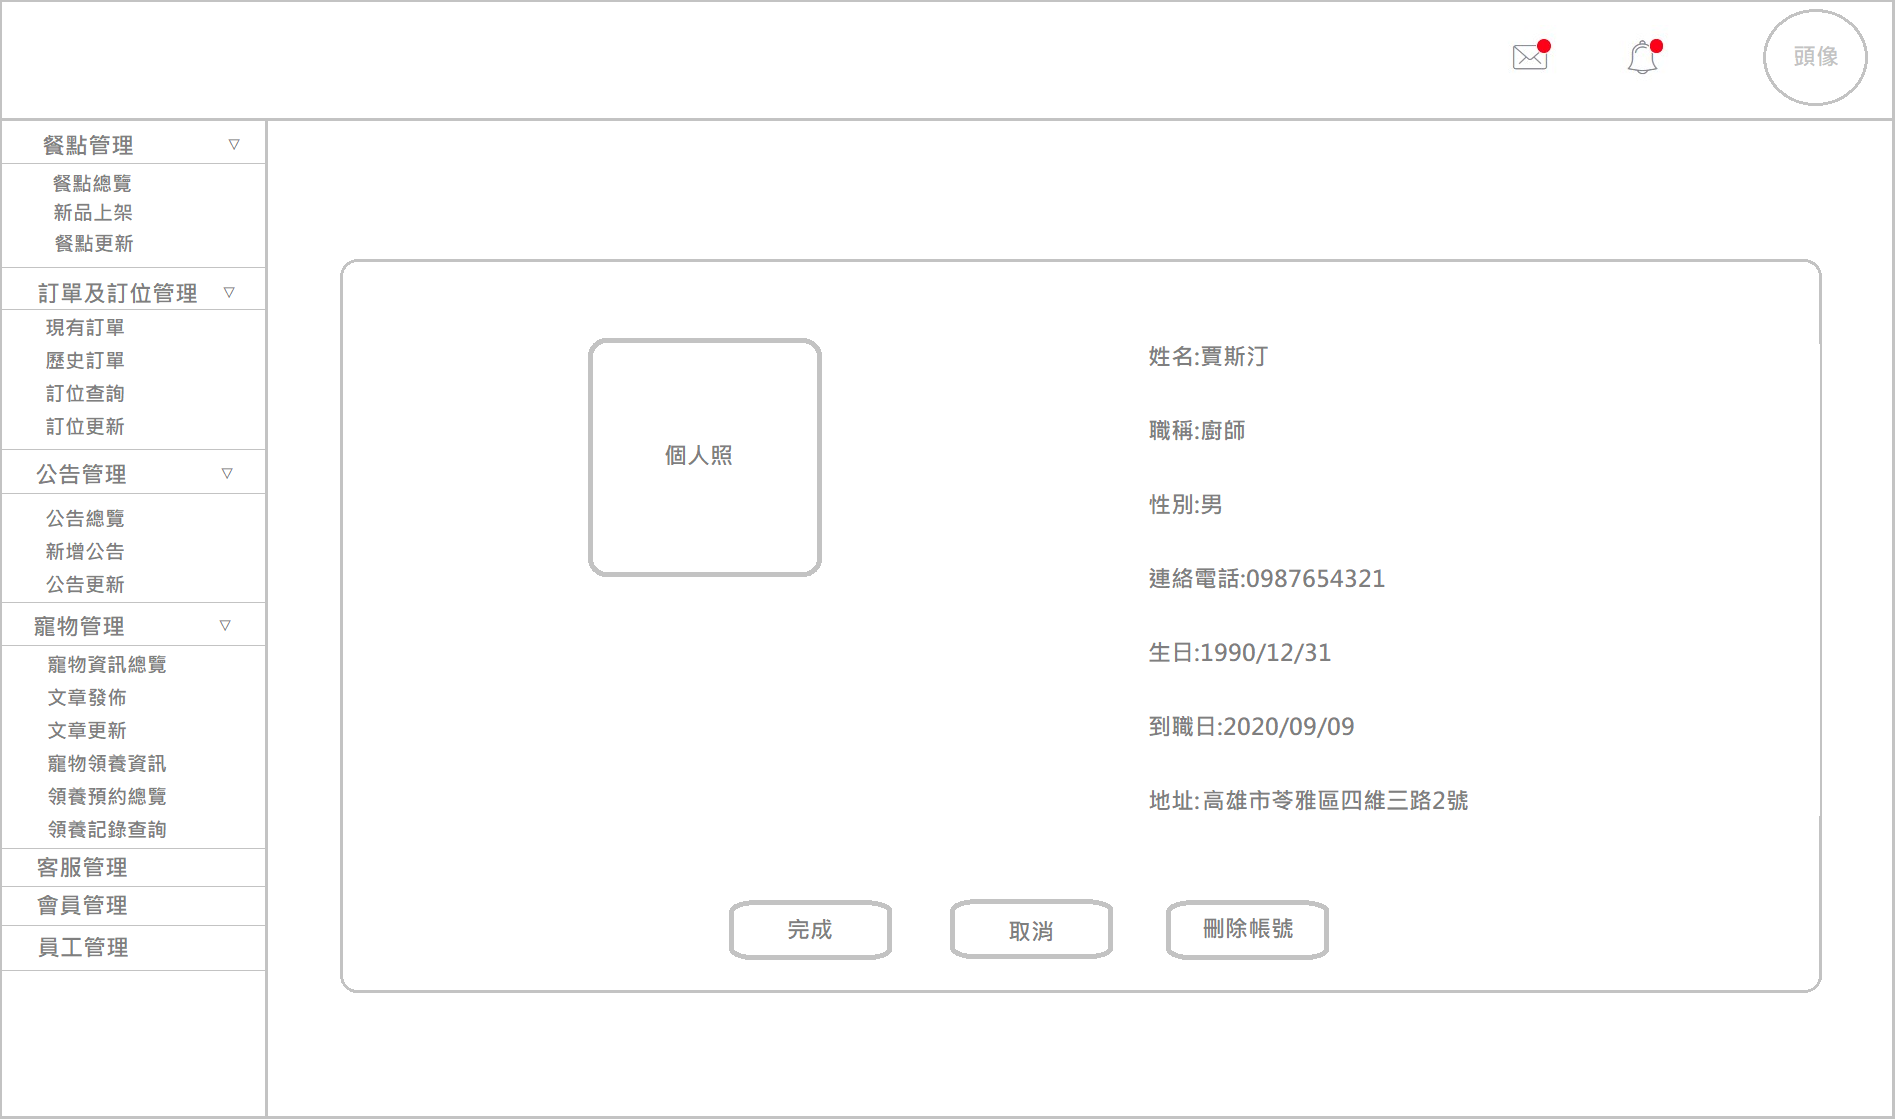 頭像
餐點管理 ▽
餐點總覽
新品上架
餐點更新
訂單及訂位管理 ▽
現有訂單
歷史訂單
訂位查詢
訂位更新
公告管理 ▽
公告總覽
新增公告
公告更新
寵物管理 ▽
寵物資訊總覽
文章發佈
文章更新
寵物領養資訊
領養預約總覽
領養記錄查詢
客服管理
會員管理
員工管理
個人照
姓名:賈斯汀
職稱:廚師
性別:男
連絡電話:0987654321
生日:1990/12/31
到職日:2020/09/09
地址:高雄市苓雅區四維三路2號
完成
取消
刪除帳號